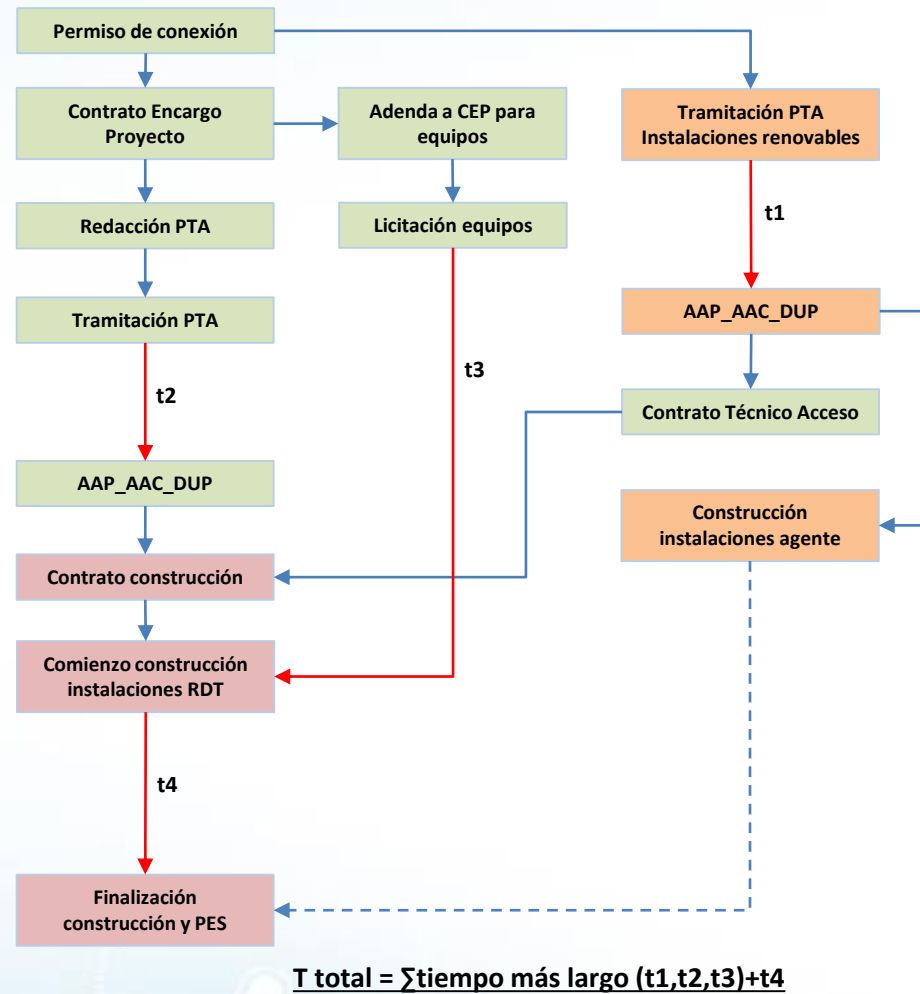 Permiso de conexión
Contrato Encargo
Proyecto
Adenda a CEP para
equipos
Tramitación PTA
Instalaciones renovables
Redacción PTA
Licitación equipos
t1
Tramitación PTA
AAP_AAC_DUP
t3
t2
Contrato Técnico Acceso
AAP_AAC_DUP
Construcción
instalaciones agente
Contrato construcción
Comienzo construcción
instalaciones RDT
t4
Finalización
construcción y PES
T total = ∑tiempo más largo (t1,t2,t3)+t4